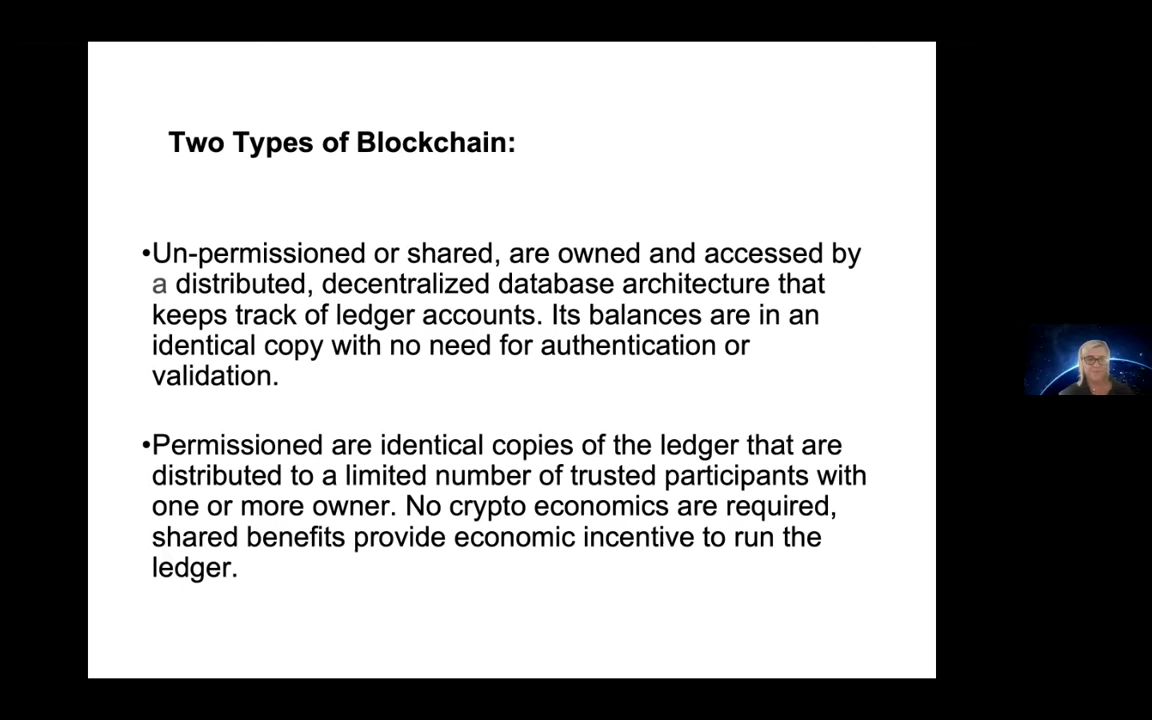 Two Types of Blockchain:
•Un-permissioned or shared, are owned and accessed by
a distributed, decentralized database architecture that
keeps track of ledger accounts. Its balances are in an
identical copy with no need for authentication or
validation.
•Permissioned are identical copies of the ledger that are
distributed to a limited number of trusted participants with
one or more owner. No crypto economics are required,
shared benefits provide economic incentive to run the
ledger.